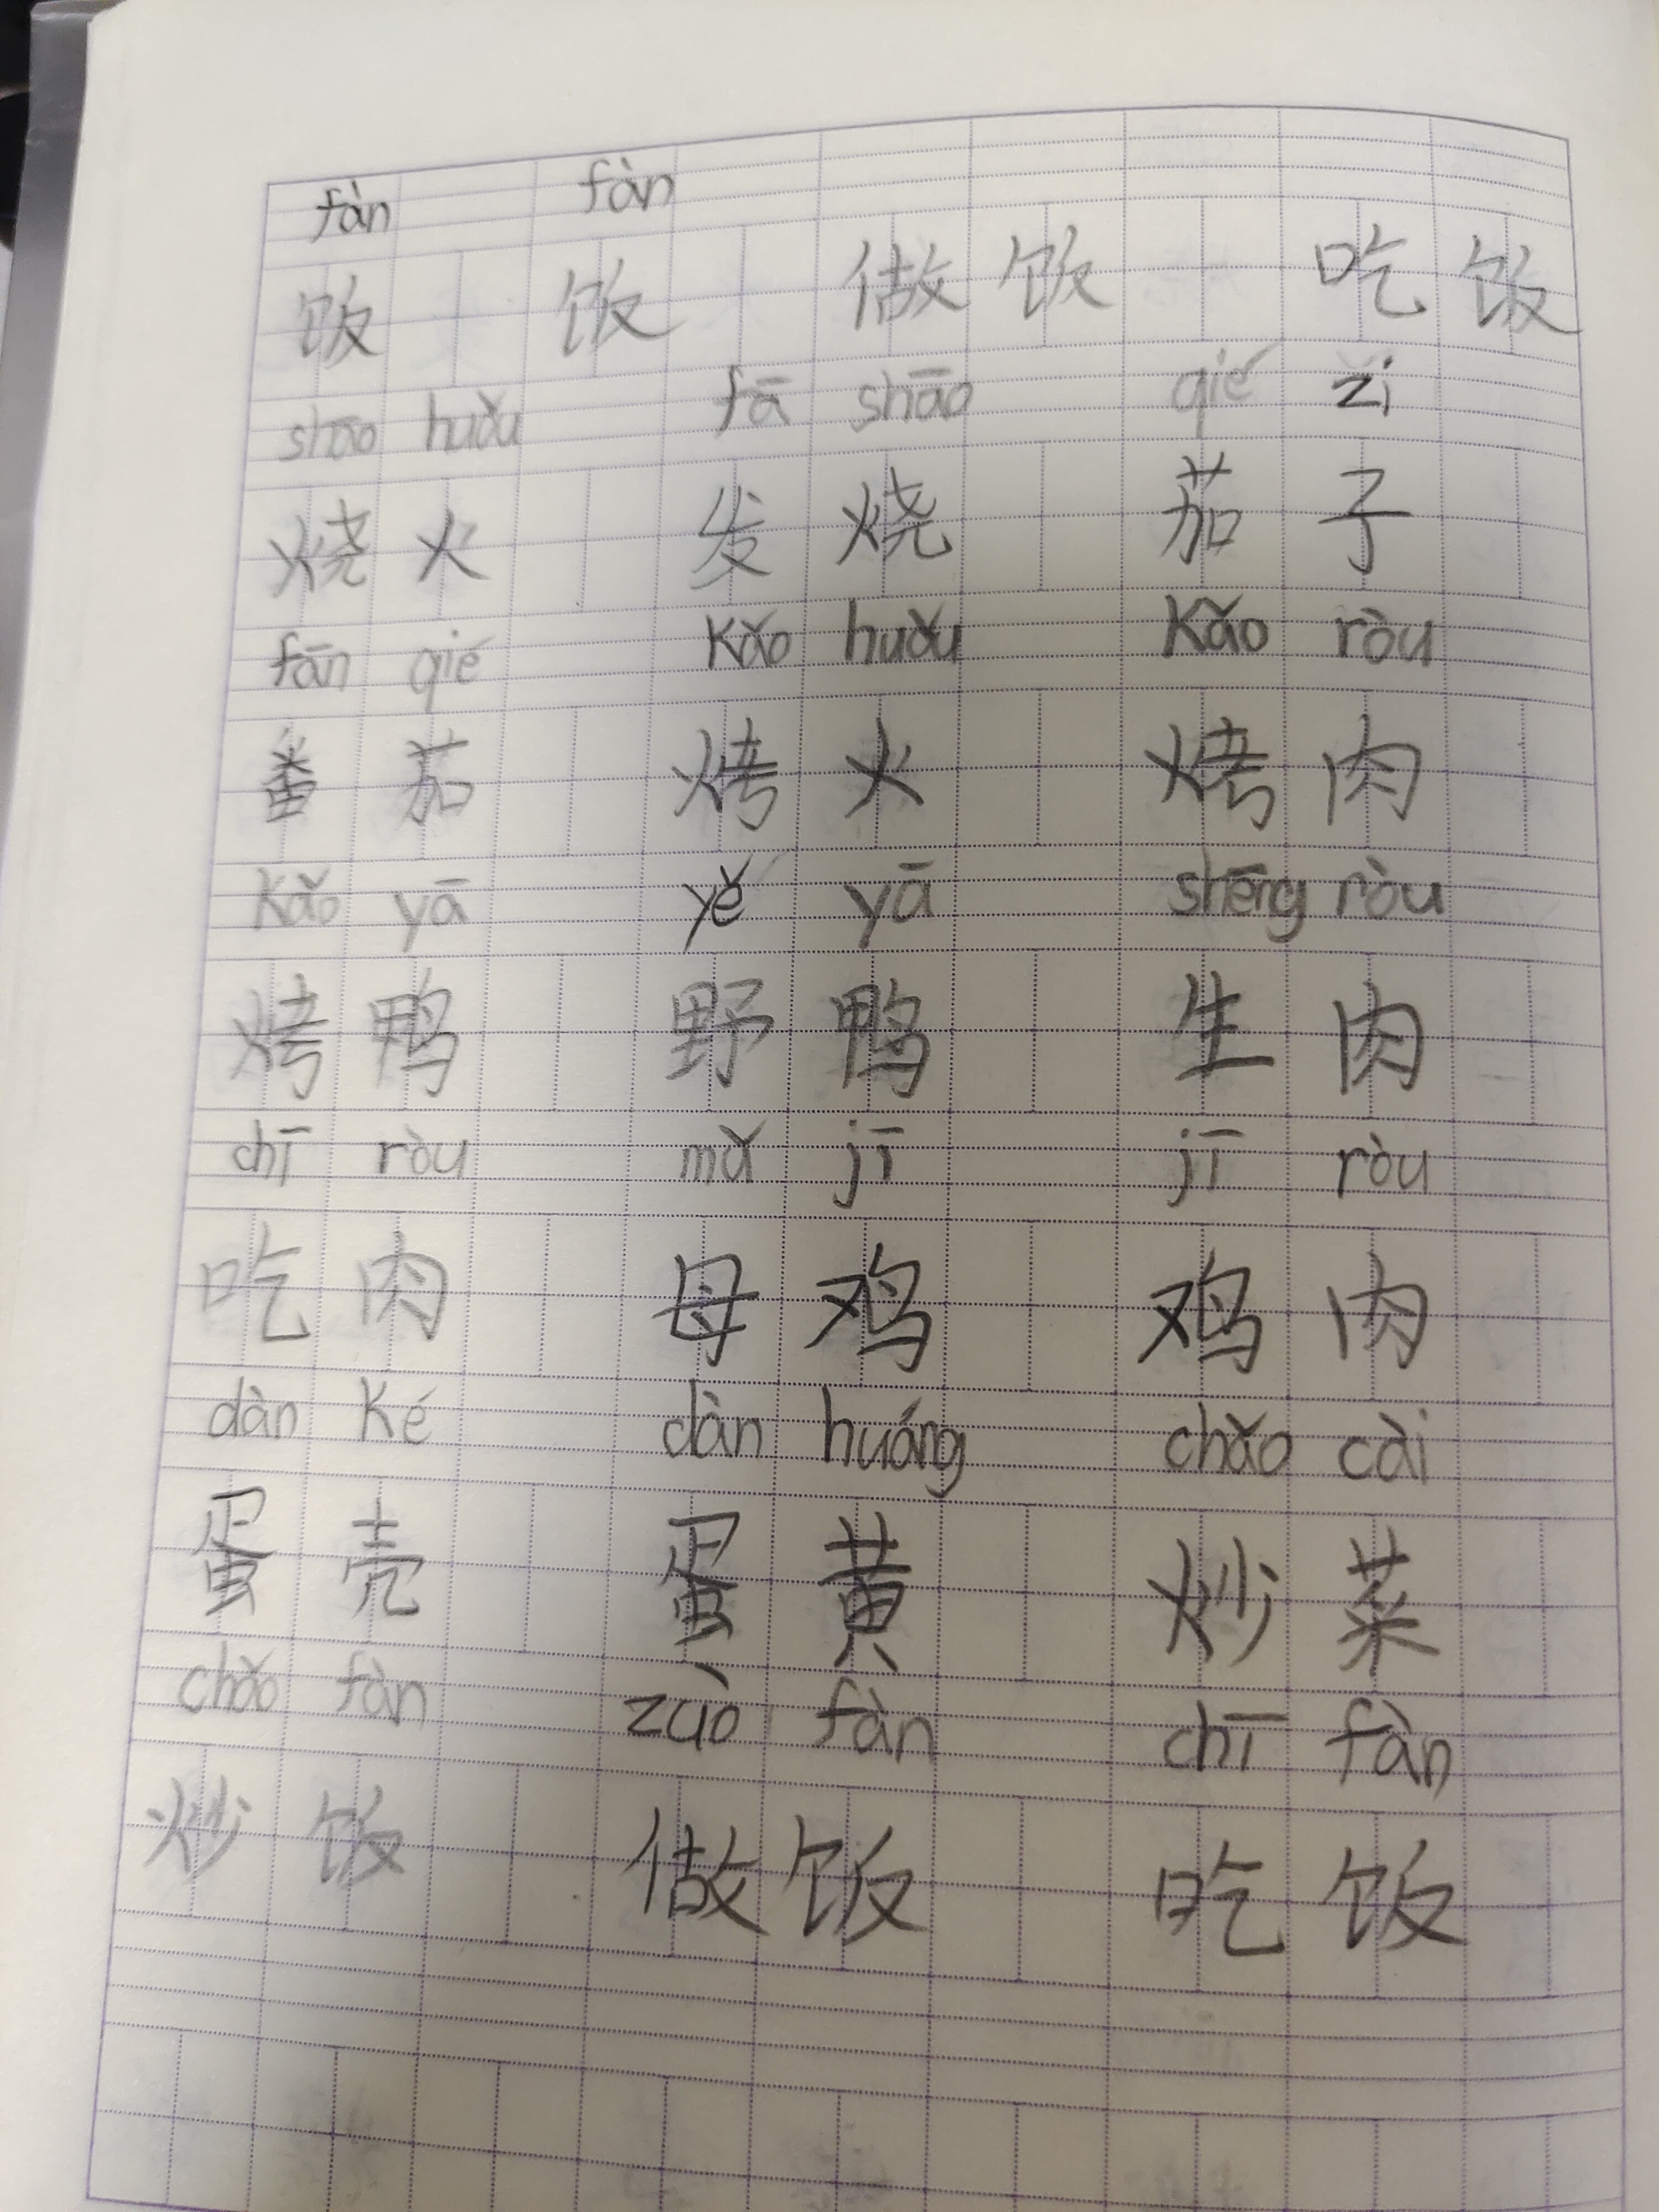 fàn fàn
饭 饭 做饭 吃饭
shāo huǒu fā shāo qié zi
烧火 发烧 茄子
fān qié kǎo huǒu kǎo ròu
番茄 烤火 烤肉
kǎo yā yě yā shēng ròu
烤鸭 野鸭 生肉
chī ròu mǔ jī jī ròu
吃肉 母鸡 鸡肉
dàn ké dàn huáng chǎo cài
蛋壳 蛋黄 炒菜
chǎo fàn zuò fàn chī fàn
炒饭 做饭 吃饭